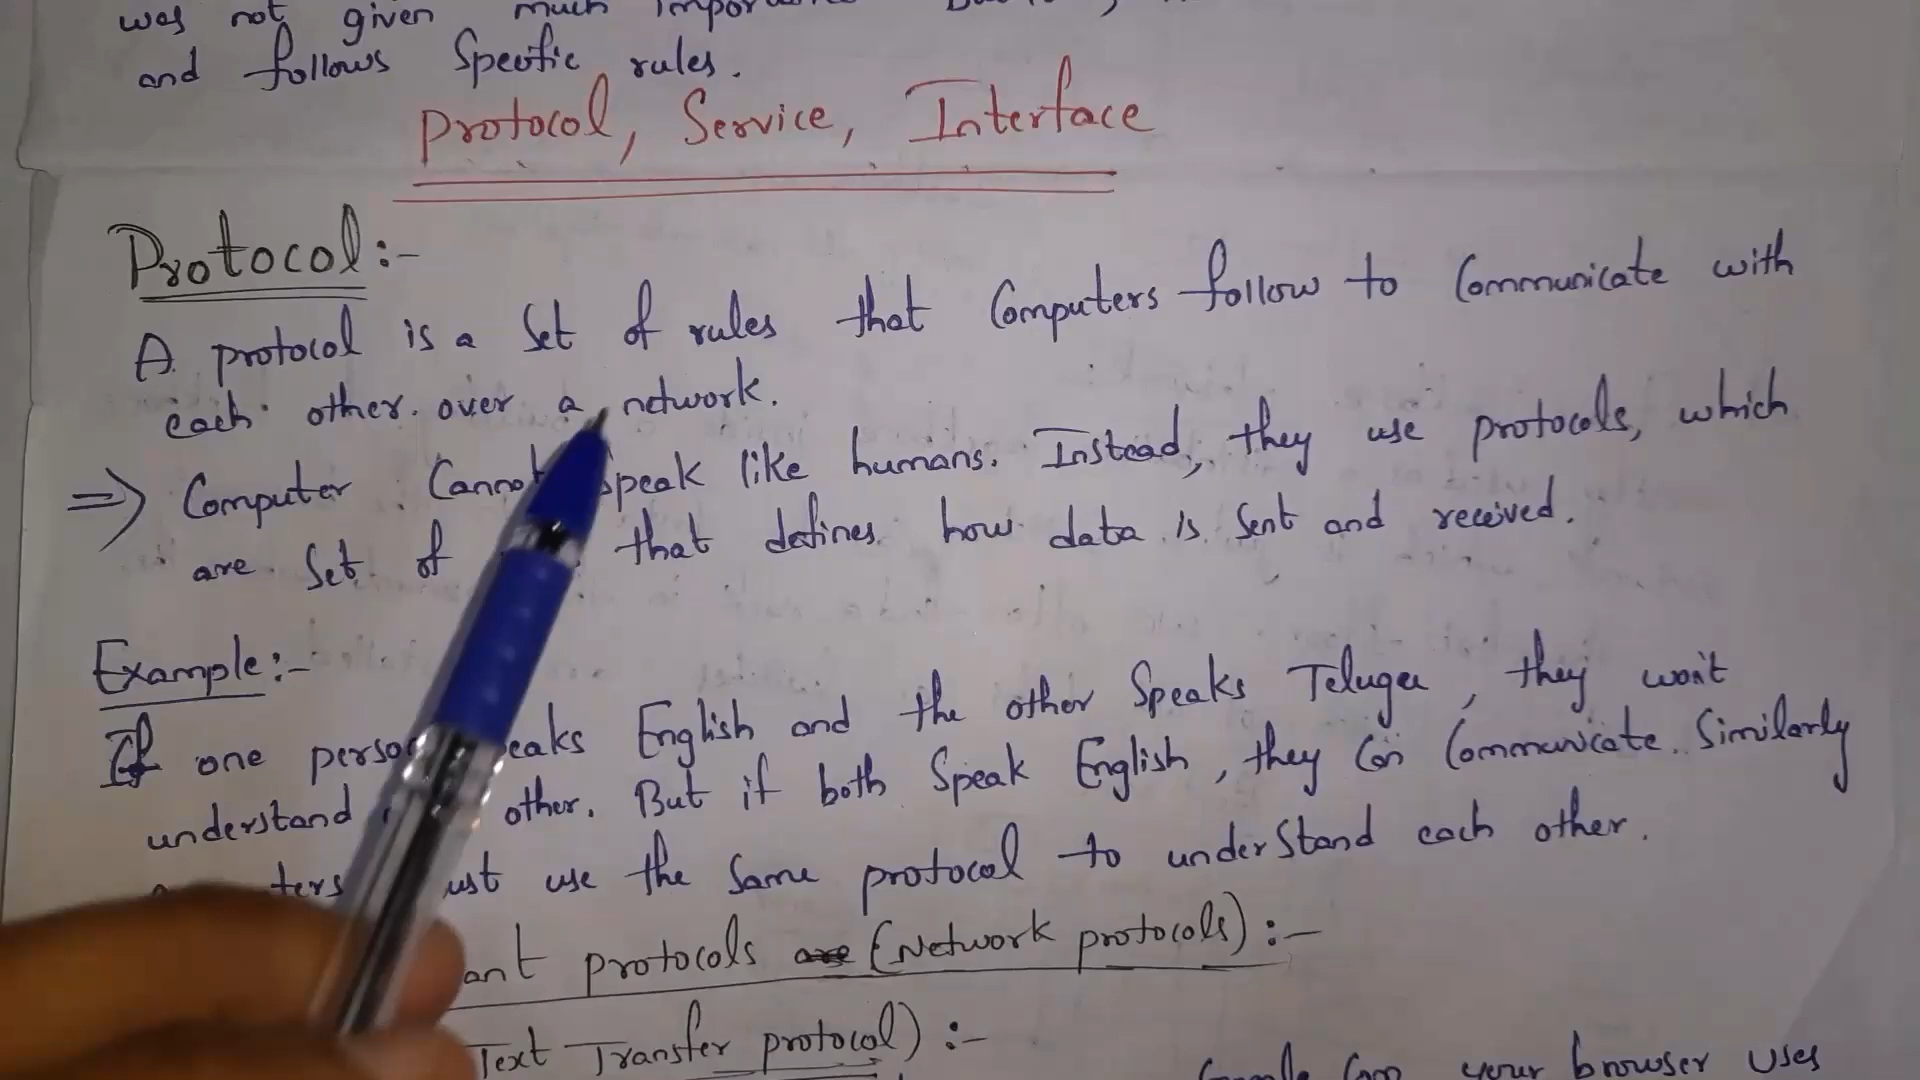 was not given much
and follows Specific rules.
Protocol, Service, Interface
Protocol:-
A protocol is a Set of rules that Computers follow to Communicate with
each other over a network.
=> Computer Cannot Speak like humans. Instead, they use protocols, which
are Set of that defines how data is Sent and received.
Example:-
If one person eaks English and the other Speaks Telugu, they won't
understand other. But if both Speak English, they Can Communicate. Similarly
ters ust use the Same protocol to understand each other.
ant protocols (Network protocols):-
Text Transfer protocol):-
your browser uses